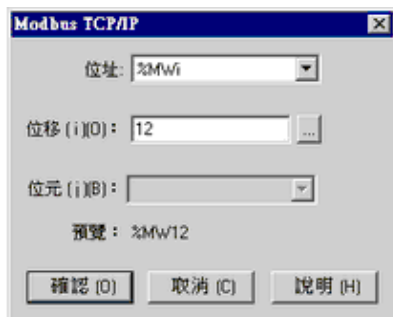 Modbus TCP/IP
位址: %MWi
位移 (i)(O): 12 ...
位元 (j)(B):
預覽: %MW12
確認 (O) 取消 (C) 說明 (H)